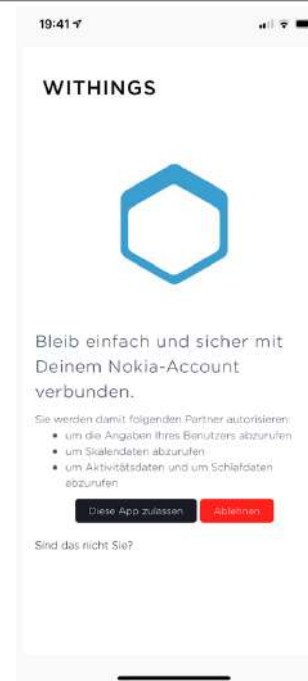 19:41
WITHINGS
Bleib einfach und sicher mit
Deinem Nokia-Account
verbunden.
Sie werden damit folgenden Partner autorisieren:
um die Angaben Ihres Benutzers abzurufen
um Skalendaten abzurufen
um Aktivitätsdaten und um Schlafdaten
abzurufen
Diese App zulassen Ablehnen
Sind das nicht Sie?